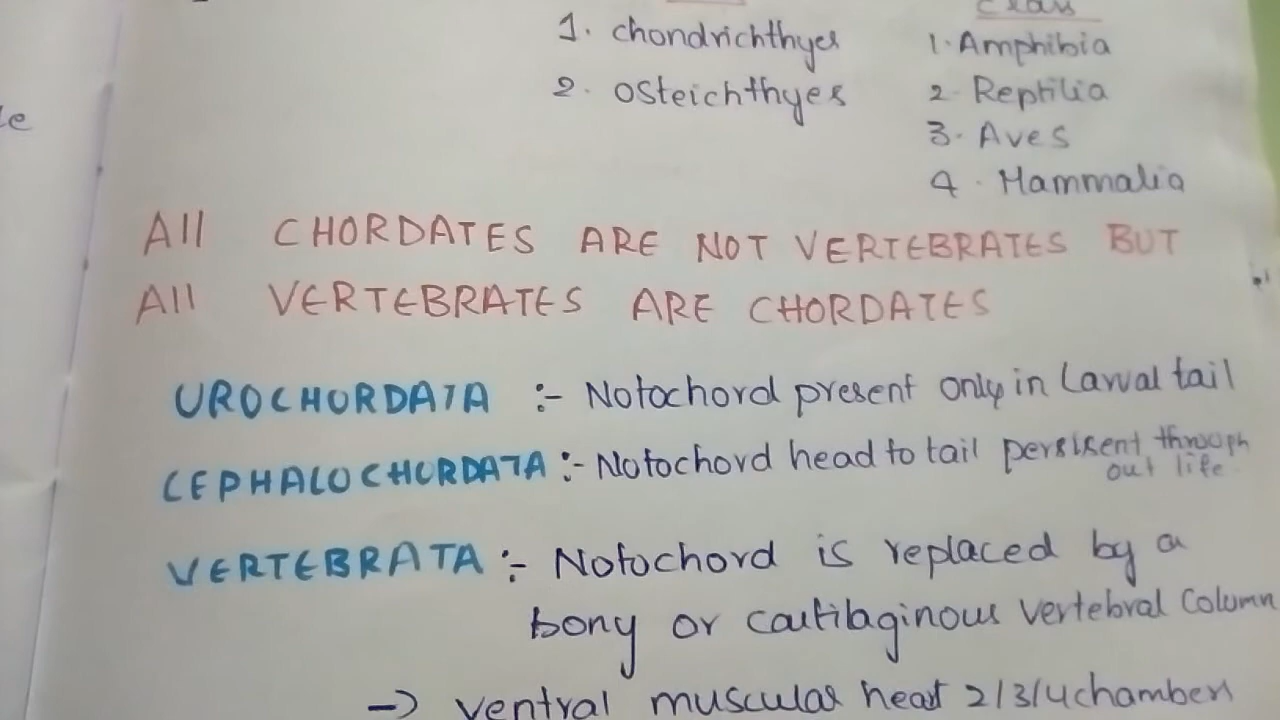 Class
1. chondrichthyes
2. Osteichthyes
1. Amphibia
2. Reptilia
3. Aves
4. Mammalia
All CHORDATES ARE NOT VERTEBRATES BUT
All VERTEBRATES ARE CHORDATES
UROCHORDATA :- Notochord present only in Larval tail
CEPHALOCHORDATA :- Notochord head to tail persisent through
out life
VERTEBRATA :- Notochord is replaced by a
bony or cartilaginous vertebral column
-> ventral muscular heart 2/3/4 chambers